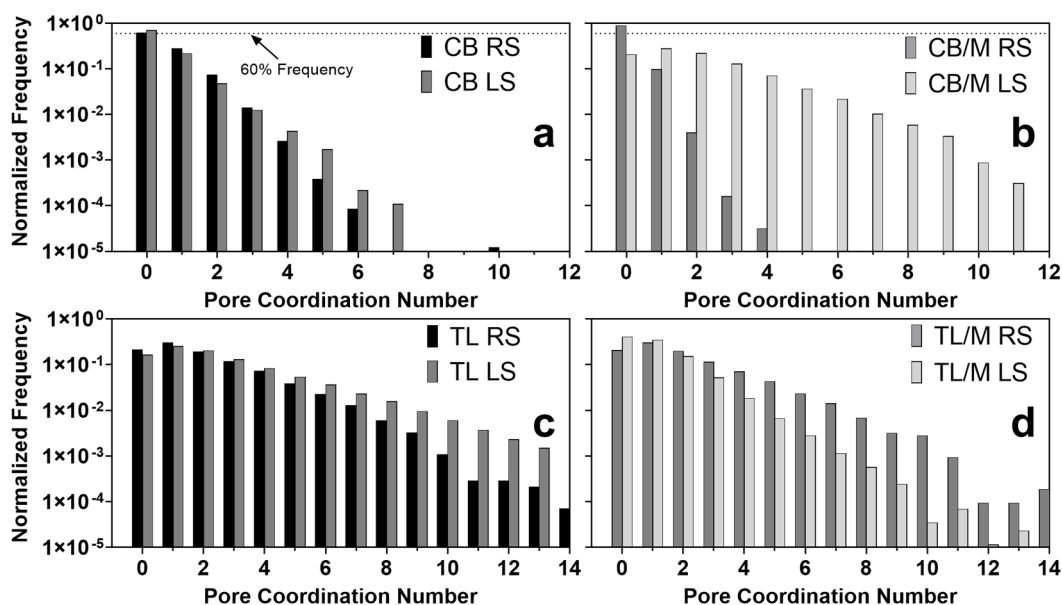 Normalized Frequency
1×10⁰
1×10⁻¹
1×10⁻²
1×10⁻³
1×10⁻⁴
1×10⁻⁵
60% Frequency
CB RS
CB LS
a
0 2 4 6 8 10 12
Pore Coordination Number
CB/M RS
CB/M LS
b
0 2 4 6 8 10 12
Pore Coordination Number
Normalized Frequency
1×10⁰
1×10⁻¹
1×10⁻²
1×10⁻³
1×10⁻⁴
1×10⁻⁵
TL RS
TL LS
c
0 2 4 6 8 10 12 14
Pore Coordination Number
TL/M RS
TL/M LS
d
0 2 4 6 8 10 12 14
Pore Coordination Number